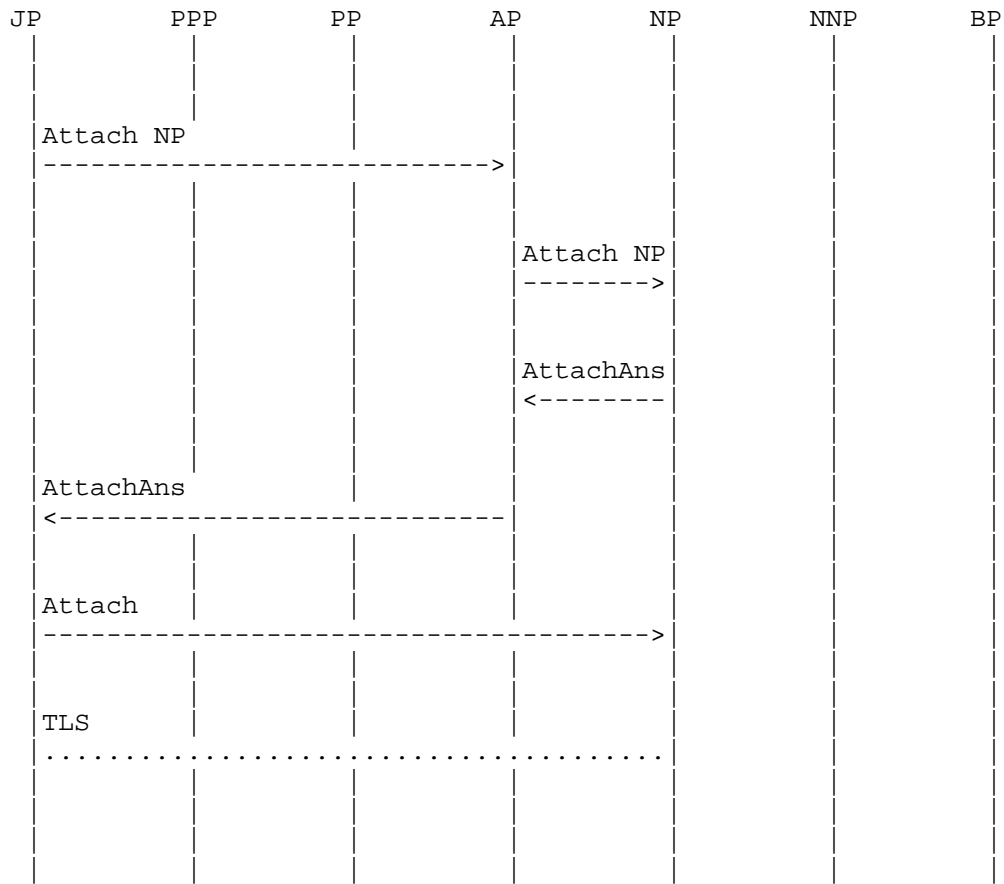 JP PPP PP AP NP NNP BP
Attach NP
Attach NP
AttachAns
AttachAns
Attach
TLS